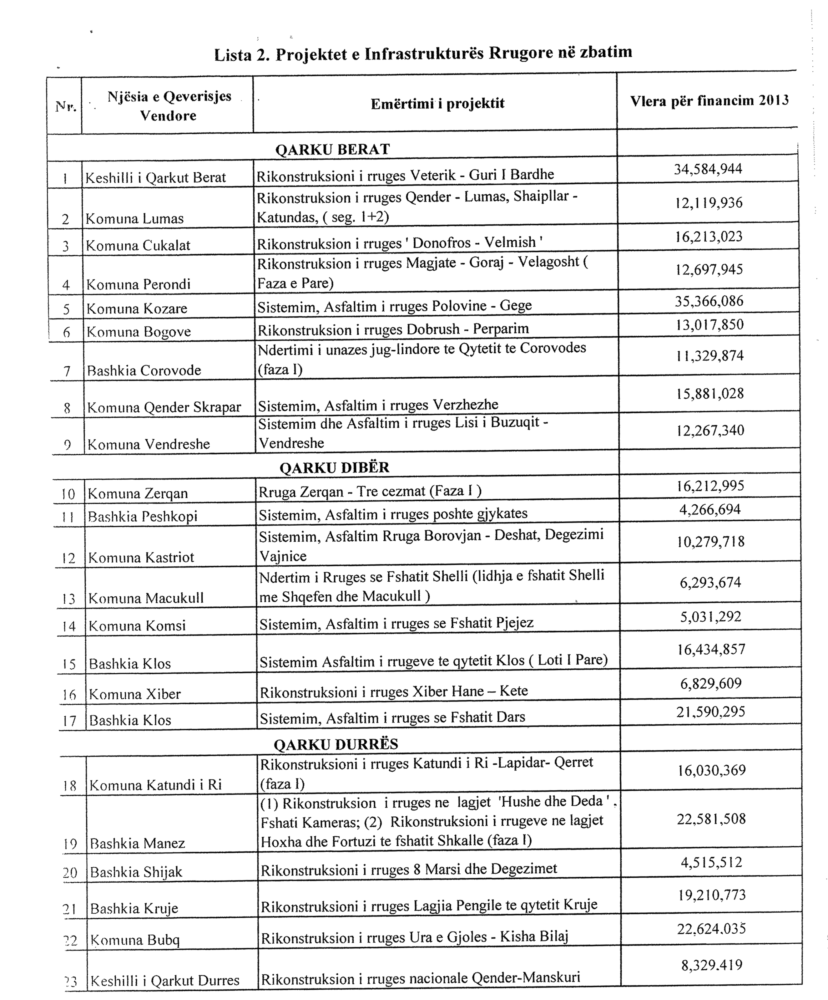 Lista 2. Projektet e Infrastrukturës Rrugore në zbatim
Nr.
Njësia e Qeverisjes
Vendore
Emërtimi i projektit
Vlera për financim 2013
QARKU BERAT
1 Keshilli i Qarkut Berat Rikonstruksioni i rruges Veterik - Guri I Bardhe 34,584,944
Rikonstruksion i rruges Qender - Lumas, Shaipllar -
2 Komuna Lumas Katundas, ( seg. 1+2) 12,119,936
3 Komuna Cukalat Rikonstruksion i rruges ' Donofros - Velmish ' 16,213,023
Rikonstruksion i rruges Magjate - Goraj - Velagosht (
4 Komuna Perondi Faza e Pare) 12,697,945
5 Komuna Kozare Sistemim, Asfaltim i rruges Polovine - Gege 35,366,086
6 Komuna Bogove Rikonstruksion i rruges Dobrush - Perparim 13,017,850
Ndertimi i unazes jug-lindore te Qytetit te Corovodes
7 Bashkia Corovode (faza I) 11,329,874
8 Komuna Qender Skrapar Sistemim, Asfaltim i rruges Verzhezhe 15,881,028
Sistemim dhe Asfaltim i rruges Lisi i Buzuqit -
9 Komuna Vendreshe Vendreshe 12,267,340
QARKU DIBËR
10 Komuna Zerqan Rruga Zerqan - Tre cezmat (Faza I ) 16,212,995
11 Bashkia Peshkopi Sistemim, Asfaltim i rruges poshte gjykates 4,266,694
Sistemim, Asfaltim Rruga Borovjan - Deshat, Degezimi
12 Komuna Kastriot Vajnice 10,279,718
Ndertim i Rruges se Fshatit Shelli (lidhja e fshatit Shelli
13 Komuna Macukull me Shqefen dhe Macukull ) 6,293,674
14 Komuna Komsi Sistemim, Asfaltim i rruges se Fshatit Pjejez 5,031,292
15 Bashkia Klos Sistemim Asfaltim i rrugeve te qytetit Klos ( Loti I Pare) 16,434,857
16 Komuna Xiber Rikonstruksioni i rruges Xiber Hane – Kete 6,829,609
17 Bashkia Klos Sistemim, Asfaltim i rruges se Fshatit Dars 21,590,295
QARKU DURRËS
Rikonstruksioni i rruges Katundi i Ri -Lapidar- Qerret
18 Komuna Katundi i Ri (faza I) 16,030,369
(1) Rikonstruksion i rruges ne lagjet 'Hushe dhe Deda ' ,
Fshati Kameras; (2) Rikonstruksioni i rrugeve ne lagjet 22,581,508
19 Bashkia Manez Hoxha dhe Fortuzi te fshatit Shkalle (faza I)
20 Bashkia Shijak Rikonstruksioni i rruges 8 Marsi dhe Degezimet 4,515,512
21 Bashkia Kruje Rikonstruksioni i rruges Lagjia Pengile te qytetit Kruje 19,210,773
22 Komuna Bubq Rikonstruksion i rruges Ura e Gjoles - Kisha Bilaj 22,624,035
23 Keshilli i Qarkut Durres Rikonstruksion i rruges nacionale Qender-Manskuri 8,329,419